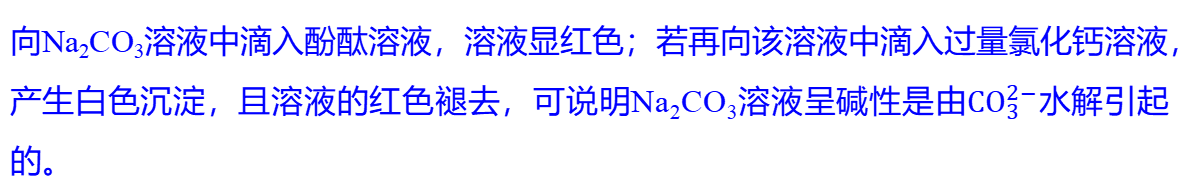 向Na₂CO₃溶液中滴入酚酞溶液，溶液显红色；若再向该溶液中滴入过量氯化钙溶液，
产生白色沉淀，且溶液的红色褪去，可说明Na₂CO₃溶液呈碱性是由CO₃²⁻水解引起
的。